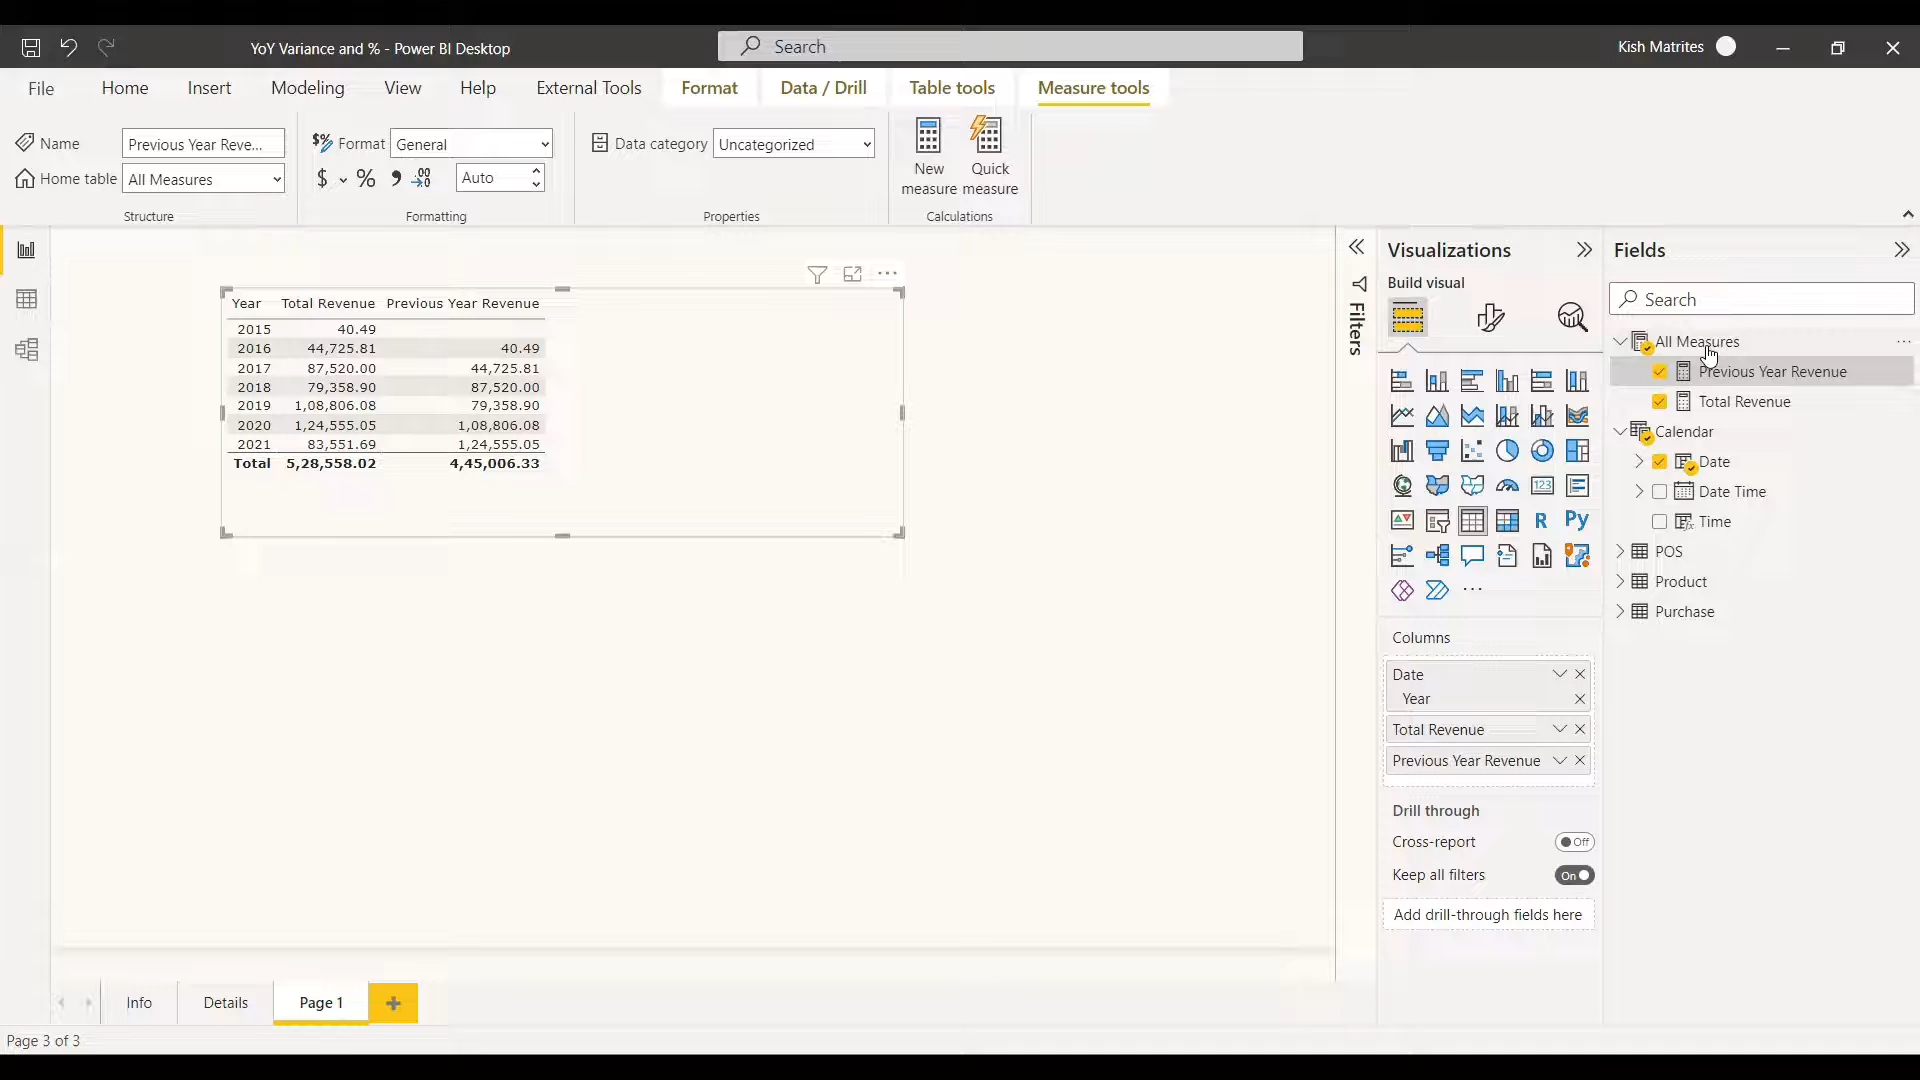 YoY Variance and % - Power BI Desktop
Search
Kish Matrites
File Home Insert Modeling View Help External Tools Format Data / Drill Table tools Measure tools
Name Previous Year Reve...
Home table All Measures
Structure
Format General
$ % , .00 Auto
Formatting
Data category Uncategorized
Properties
New measure
Quick measure
Calculations
Year Total Revenue Previous Year Revenue
2015 40.49
2016 44,725.81 40.49
2017 87,520.00 44,725.81
2018 79,358.90 87,520.00
2019 1,08,806.08 79,358.90
2020 1,24,555.05 1,08,806.08
2021 83,551.69 1,24,555.05
Total 5,28,558.02 4,45,006.33
Filters
Visualizations
Build visual
123
R Py
Columns
Date
Year
Total Revenue
Previous Year Revenue
Drill through
Cross-report Off
Keep all filters On
Add drill-through fields here
Fields
Search
All Measures
Previous Year Revenue
Total Revenue
Calendar
Date
Date Time
Time
POS
Product
Purchase
Info Details Page 1
Page 3 of 3